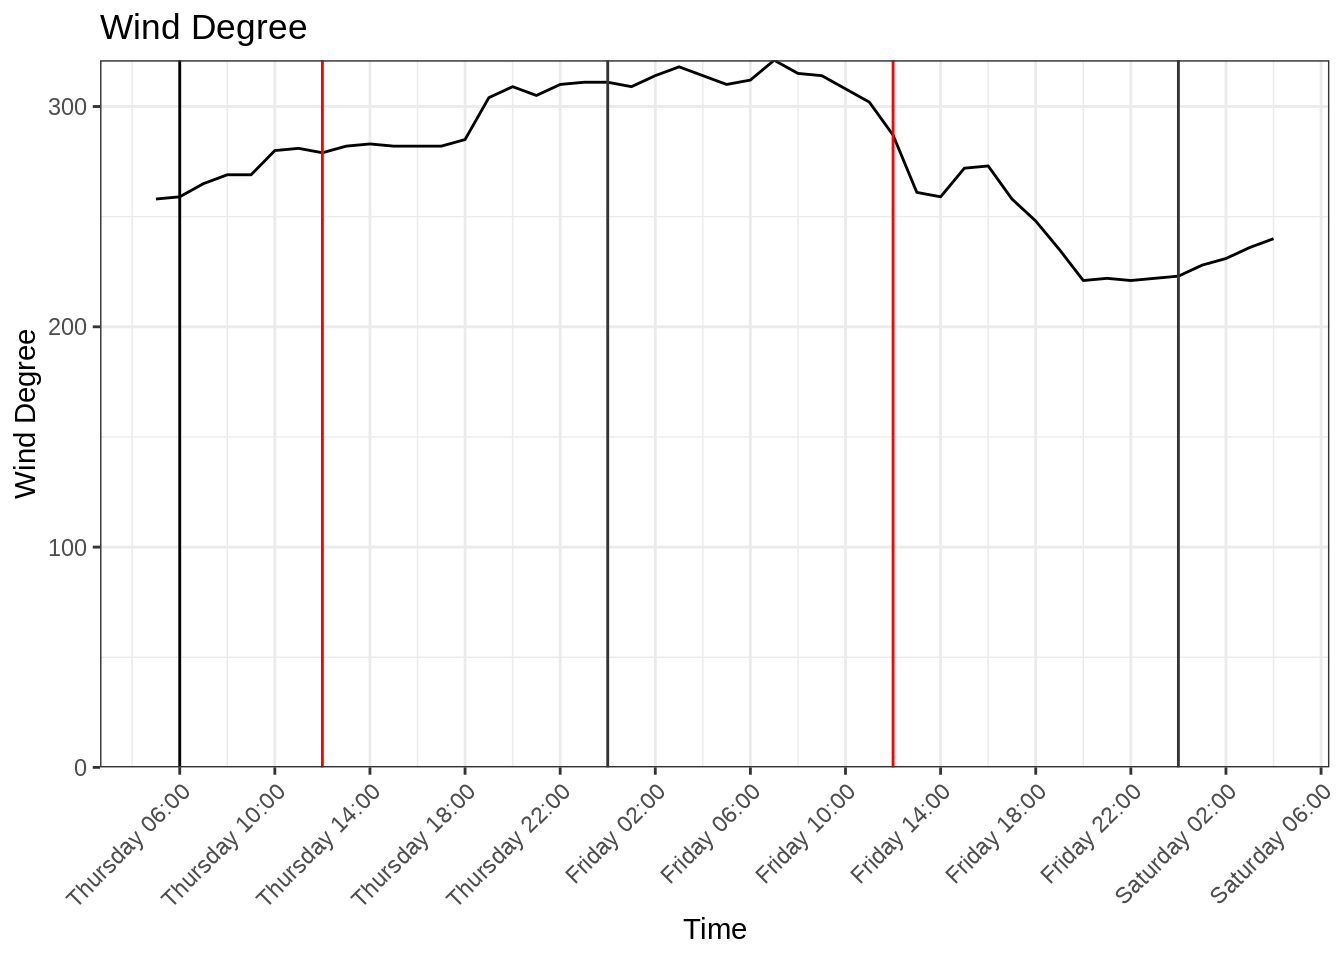 Wind Degree
300
200
100
0
Wind Degree
Thursday 06:00
Thursday 10:00
Thursday 14:00
Thursday 18:00
Thursday 22:00
Friday 02:00
Friday 06:00
Friday 10:00
Friday 14:00
Friday 18:00
Friday 22:00
Saturday 02:00
Saturday 06:00
Time